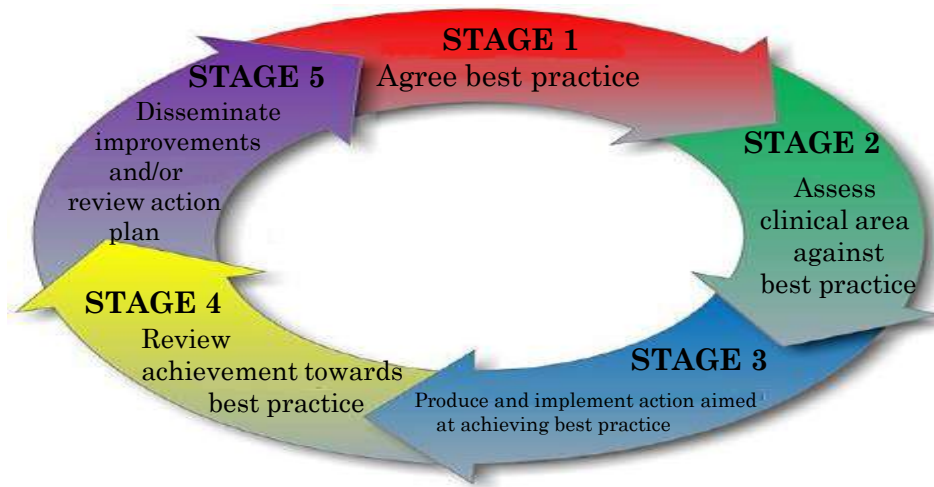 STAGE 1
Agree best practice
STAGE 2
Assess
clinical area
against
best practice
STAGE 3
Produce and implement action aimed
at achieving best practice
STAGE 4
Review
achievement towards
best practice
STAGE 5
Disseminate
improvements
and/or
review action
plan